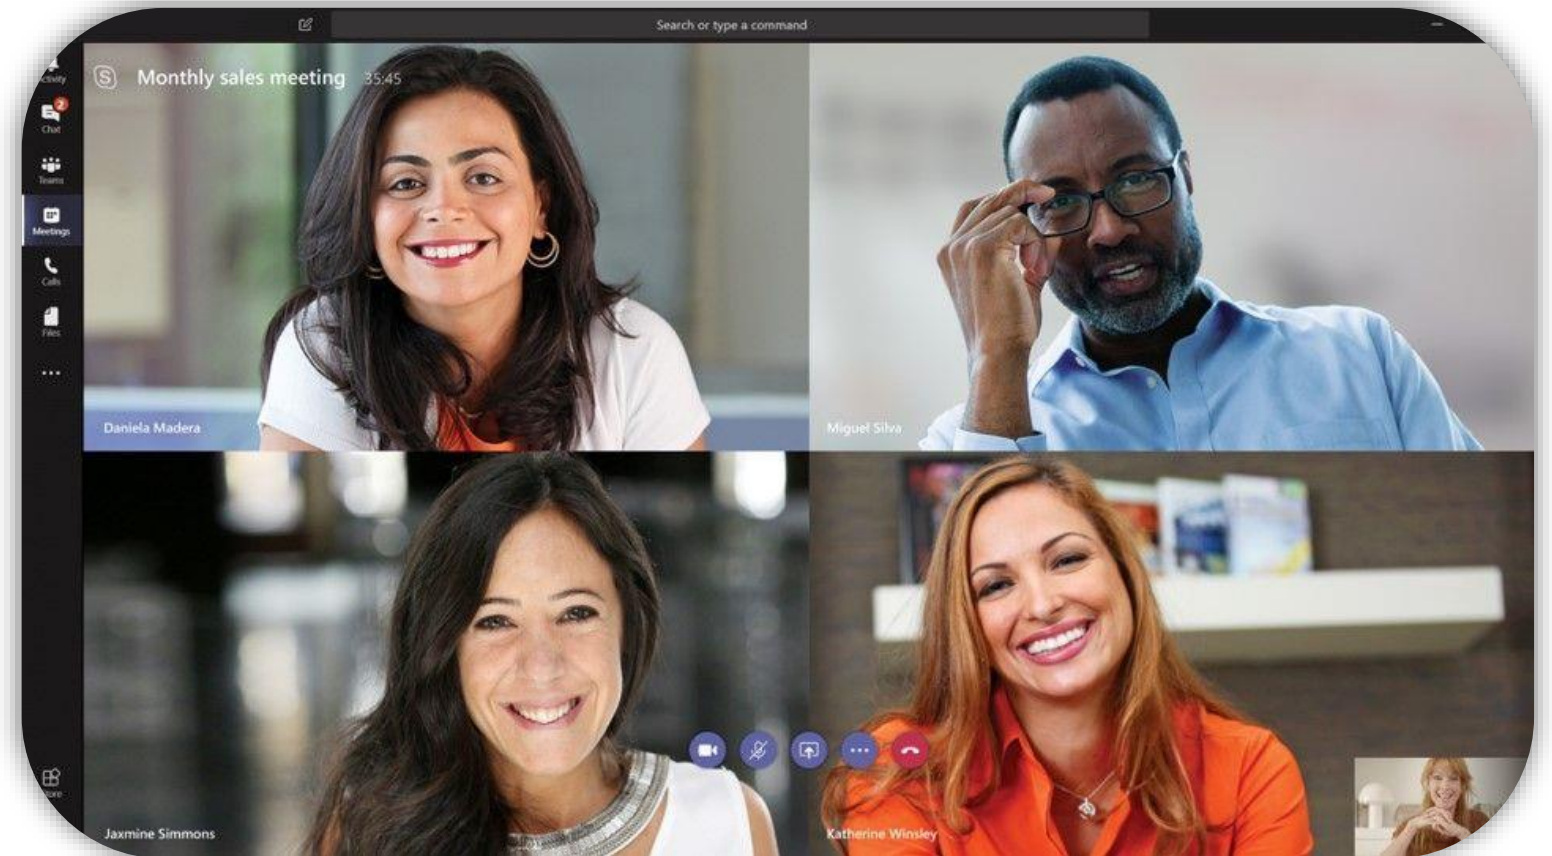 Search or type a command
Monthly sales meeting 35:45
2
Chat
Teams
Meetings
Calls
Files
Daniela Madera
Miguel Silva
Jaxmine Simmons
Katherine Winsley